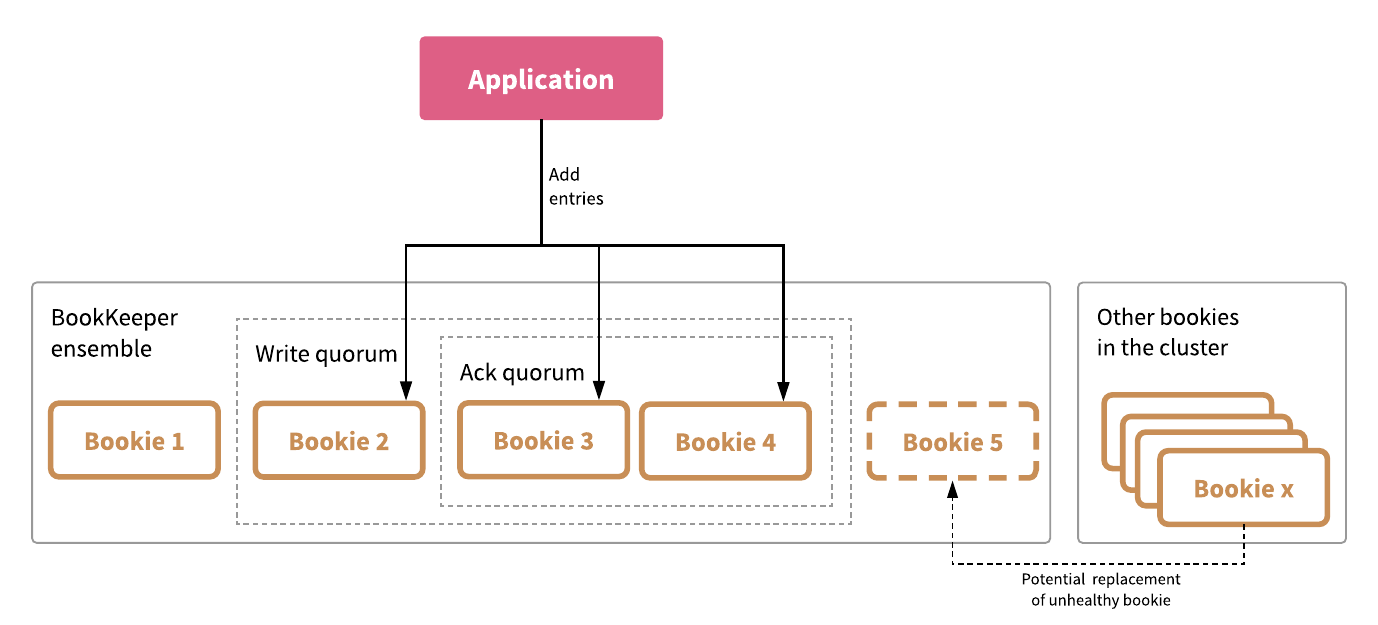 Application
Add
entries
BookKeeper
ensemble
Write quorum
Ack quorum
Bookie 1
Bookie 2
Bookie 3
Bookie 4
Bookie 5
Other bookies
in the cluster
Bookie x
Potential replacement
of unhealthy bookie